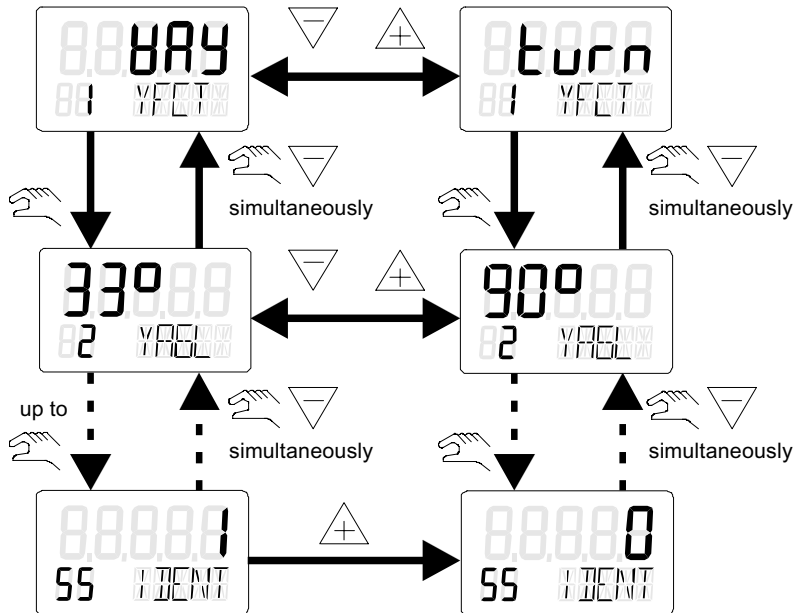 WAY
turn
1 YFCT
1 YFCT
simultaneously
simultaneously
33°
90°
2 YAGL
2 YAGL
up to
simultaneously
simultaneously
1
0
55 IDENT
55 IDENT